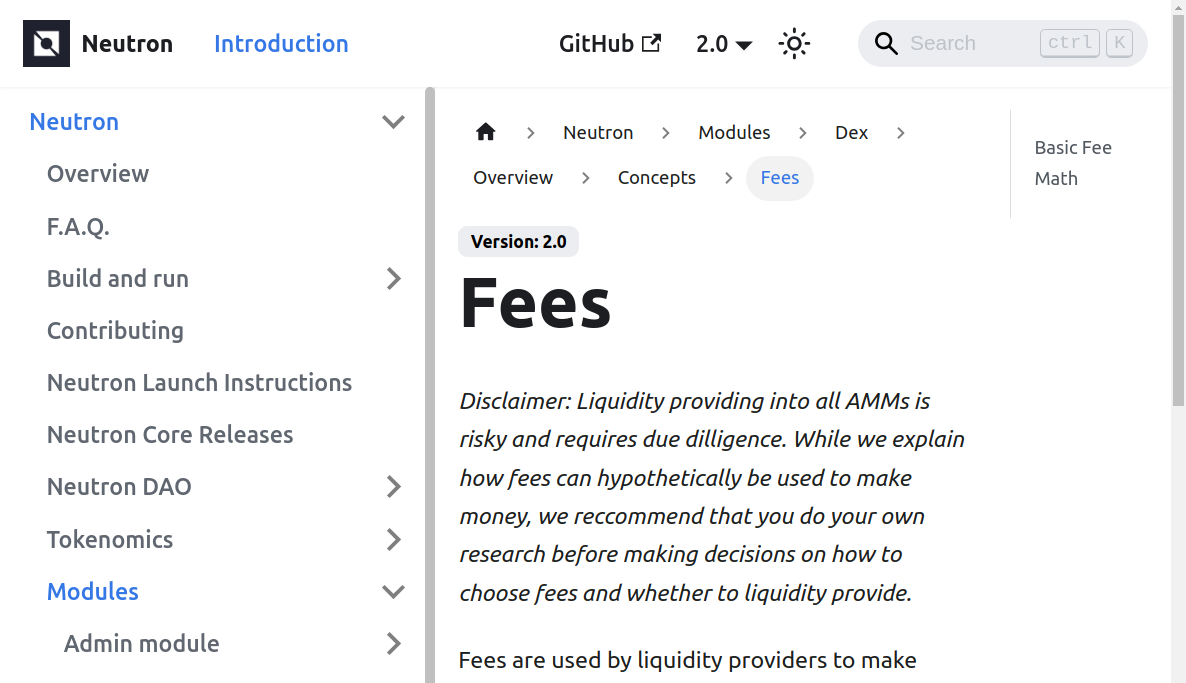 Neutron Introduction GitHub 2.0 Search ctrl K
Neutron
Overview
F.A.Q.
Build and run
Contributing
Neutron Launch Instructions
Neutron Core Releases
Neutron DAO
Tokenomics
Modules
Admin module
Neutron Modules Dex
Overview Concepts Fees
Version: 2.0
Fees
Disclaimer: Liquidity providing into all AMMs is
risky and requires due dilligence. While we explain
how fees can hypothetically be used to make
money, we reccommend that you do your own
research before making decisions on how to
choose fees and whether to liquidity provide.
Fees are used by liquidity providers to make
Basic Fee
Math